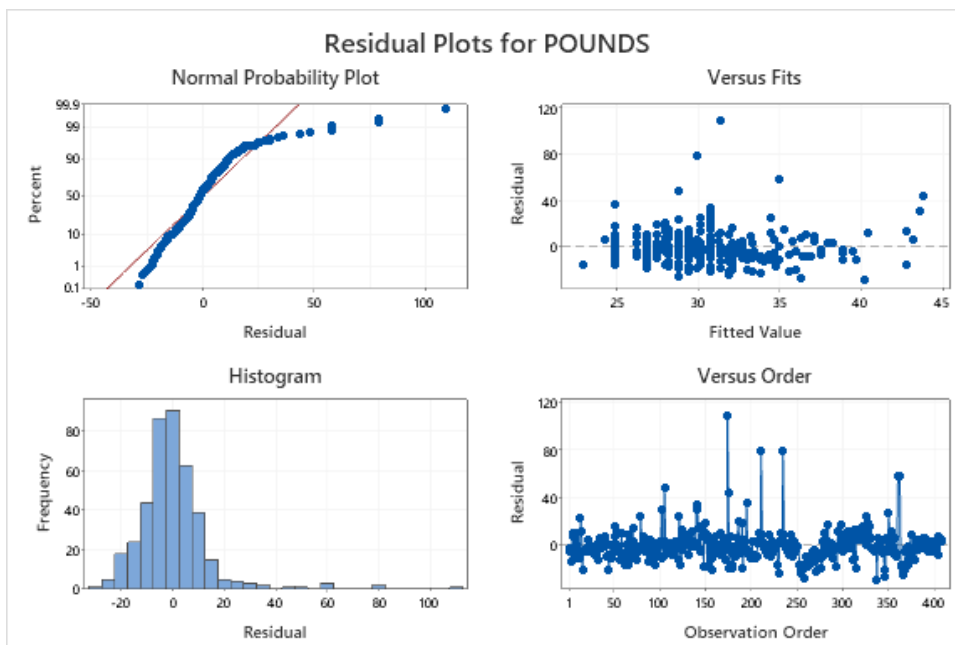 Residual Plots for POUNDS
Normal Probability Plot
99.9
99
90
50
10
1
0.1
Percent
-50 0 50 100
Residual
Versus Fits
120
80
40
0
Residual
25 30 35 40 45
Fitted Value
Histogram
80
60
40
20
0
Frequency
-20 0 20 40 60 80 100
Residual
Versus Order
120
80
40
0
Residual
1 50 100 150 200 250 300 350 400
Observation Order